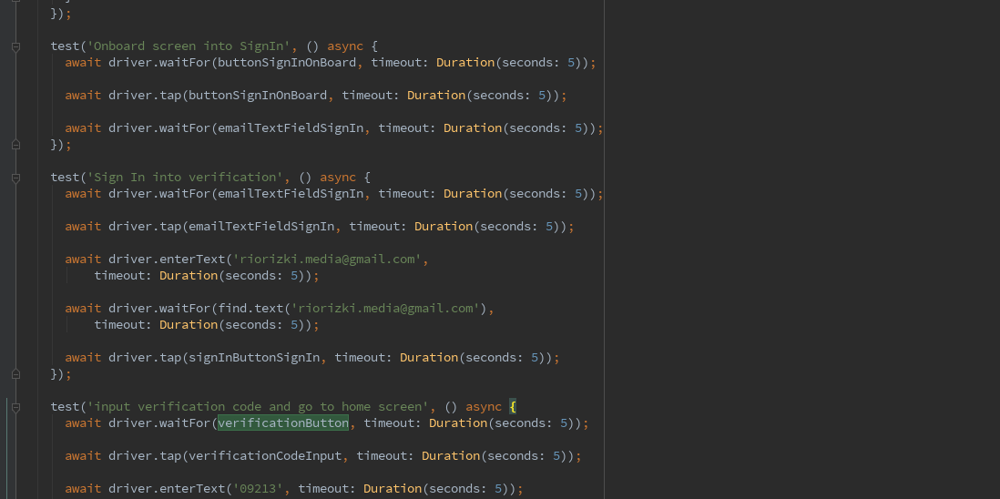 });
test('Onboard screen into SignIn', () async {
await driver.waitFor(buttonSignInOnBoard, timeout: Duration(seconds: 5));
await driver.tap(buttonSignInOnBoard, timeout: Duration(seconds: 5));
await driver.waitFor(emailTextFieldSignIn, timeout: Duration(seconds: 5));
});
test('Sign In into verification', () async {
await driver.waitFor(emailTextFieldSignIn, timeout: Duration(seconds: 5));
await driver.tap(emailTextFieldSignIn, timeout: Duration(seconds: 5));
await driver.enterText('riorizki.media@gmail.com',
timeout: Duration(seconds: 5));
await driver.waitFor(find.text('riorizki.media@gmail.com'),
timeout: Duration(seconds: 5));
await driver.tap(signInButtonSignIn, timeout: Duration(seconds: 5));
});
test('input verification code and go to home screen', () async {
await driver.waitFor(verificationButton, timeout: Duration(seconds: 5));
await driver.tap(verificationCodeInput, timeout: Duration(seconds: 5));
await driver.enterText('09213', timeout: Duration(seconds: 5));